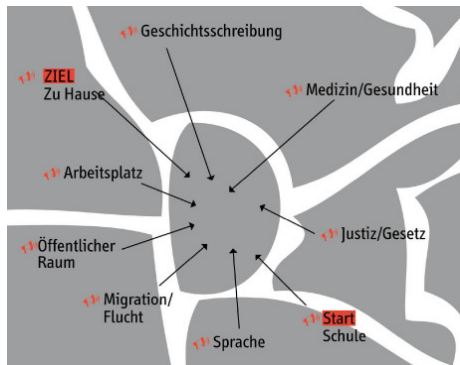 Geschichtsschreibung
ZIEL
Zu Hause
Medizin/Gesundheit
Arbeitsplatz
Justiz/Gesetz
Öffentlicher
Raum
Migration/
Flucht
Start
Schule
Sprache